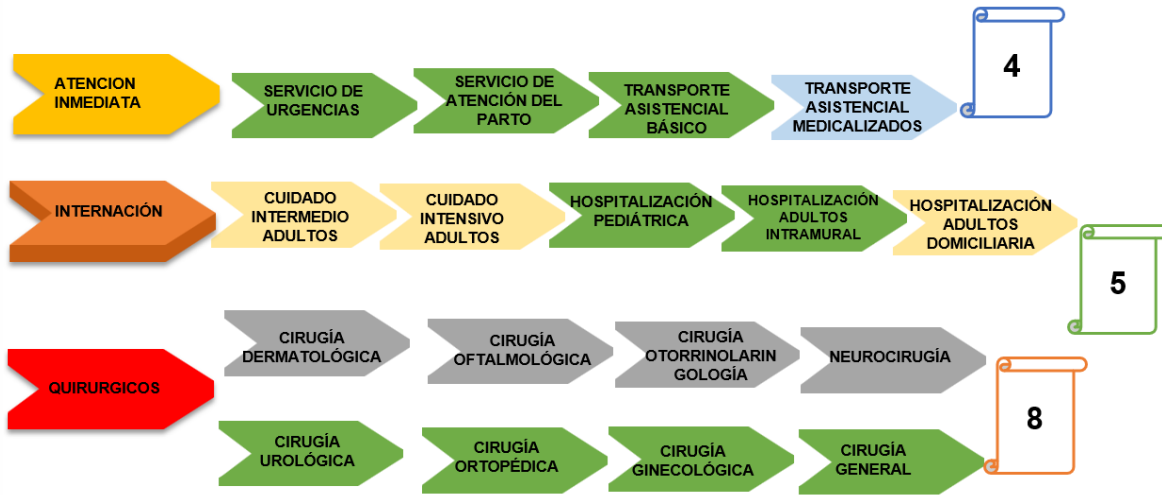 ATENCION
INMEDIATA
SERVICIO DE
URGENCIAS
SERVICIO DE
ATENCIÓN DEL
PARTO
TRANSPORTE
ASISTENCIAL
BÁSICO
TRANSPORTE
ASISTENCIAL
MEDICALIZADOS
4
INTERNACIÓN
CUIDADO
INTERMEDIO
ADULTOS
CUIDADO
INTENSIVO
ADULTOS
HOSPITALIZACIÓN
PEDIÁTRICA
HOSPITALIZACIÓN
ADULTOS
INTRAMURAL
HOSPITALIZACIÓN
ADULTOS
DOMICILIARIA
5
QUIRURGICOS
CIRUGÍA
DERMATOLÓGICA
CIRUGÍA
OFTALMOLÓGICA
CIRUGÍA
OTORRINOLARIN
GOLOGÍA
NEUROCIRUGÍA
CIRUGÍA
UROLÓGICA
CIRUGÍA
ORTOPÉDICA
CIRUGÍA
GINECOLÓGICA
CIRUGÍA
GENERAL
8